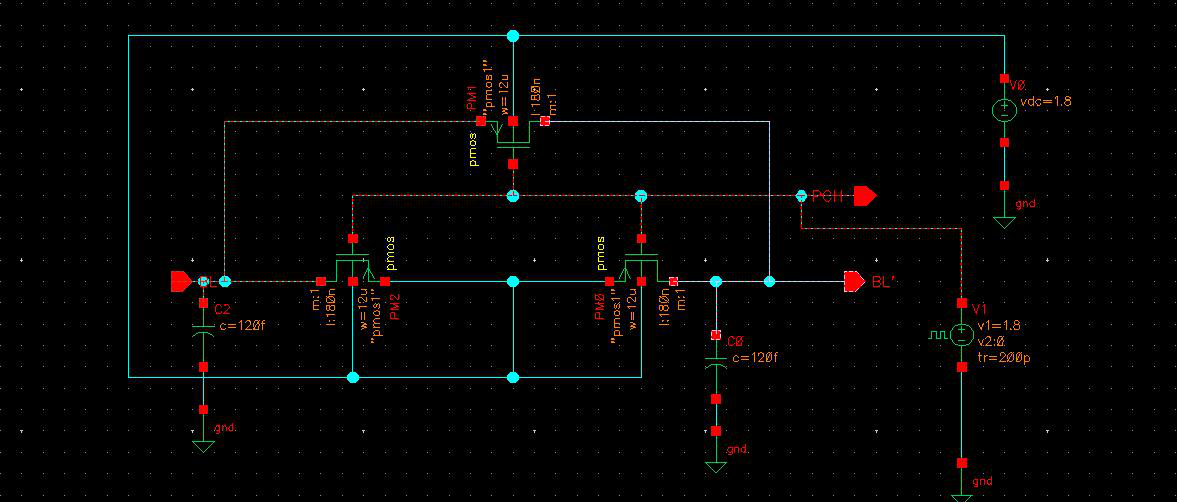 PM1
"pmos1"
w=12u
l:180n
m:1
pmos
V0
vdc=1.8
gnd
PCH
pmos
m:1
l:180n
w=12u
"pmos1"
PM2
pmos
PM0
"pmos1"
w=12u
l:180n
m:1
BL'
C2
c=120f
gnd
C0
c=120f
gnd
V1
v1=1.8
v2:0
tr=200p
gnd